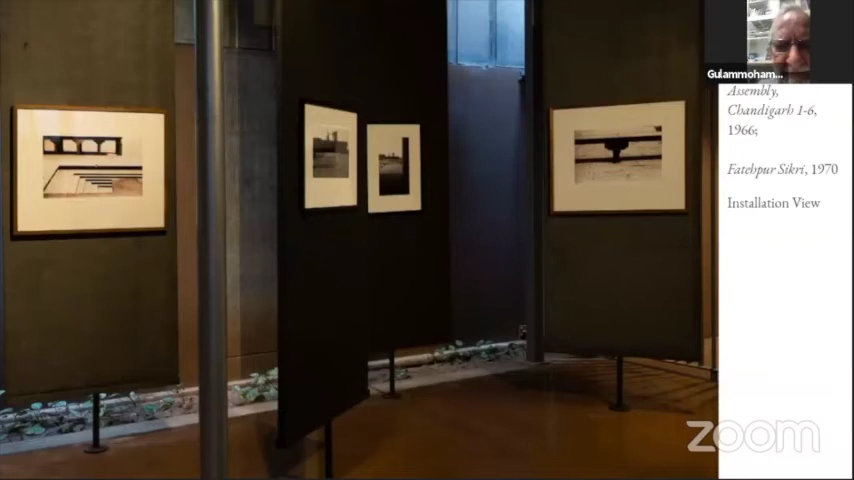 Gulammoham...
Assembly,
Chandigarh 1-6,
1966;
Fatehpur Sikri, 1970
Installation View
zoom